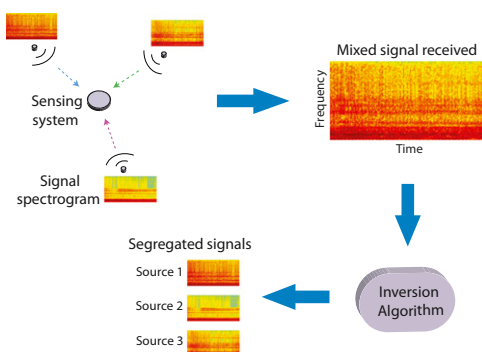 Sensing
system
Signal
spectrogram
Mixed signal received
Frequency
Time
Inversion
Algorithm
Segregated signals
Source 1
Source 2
Source 3